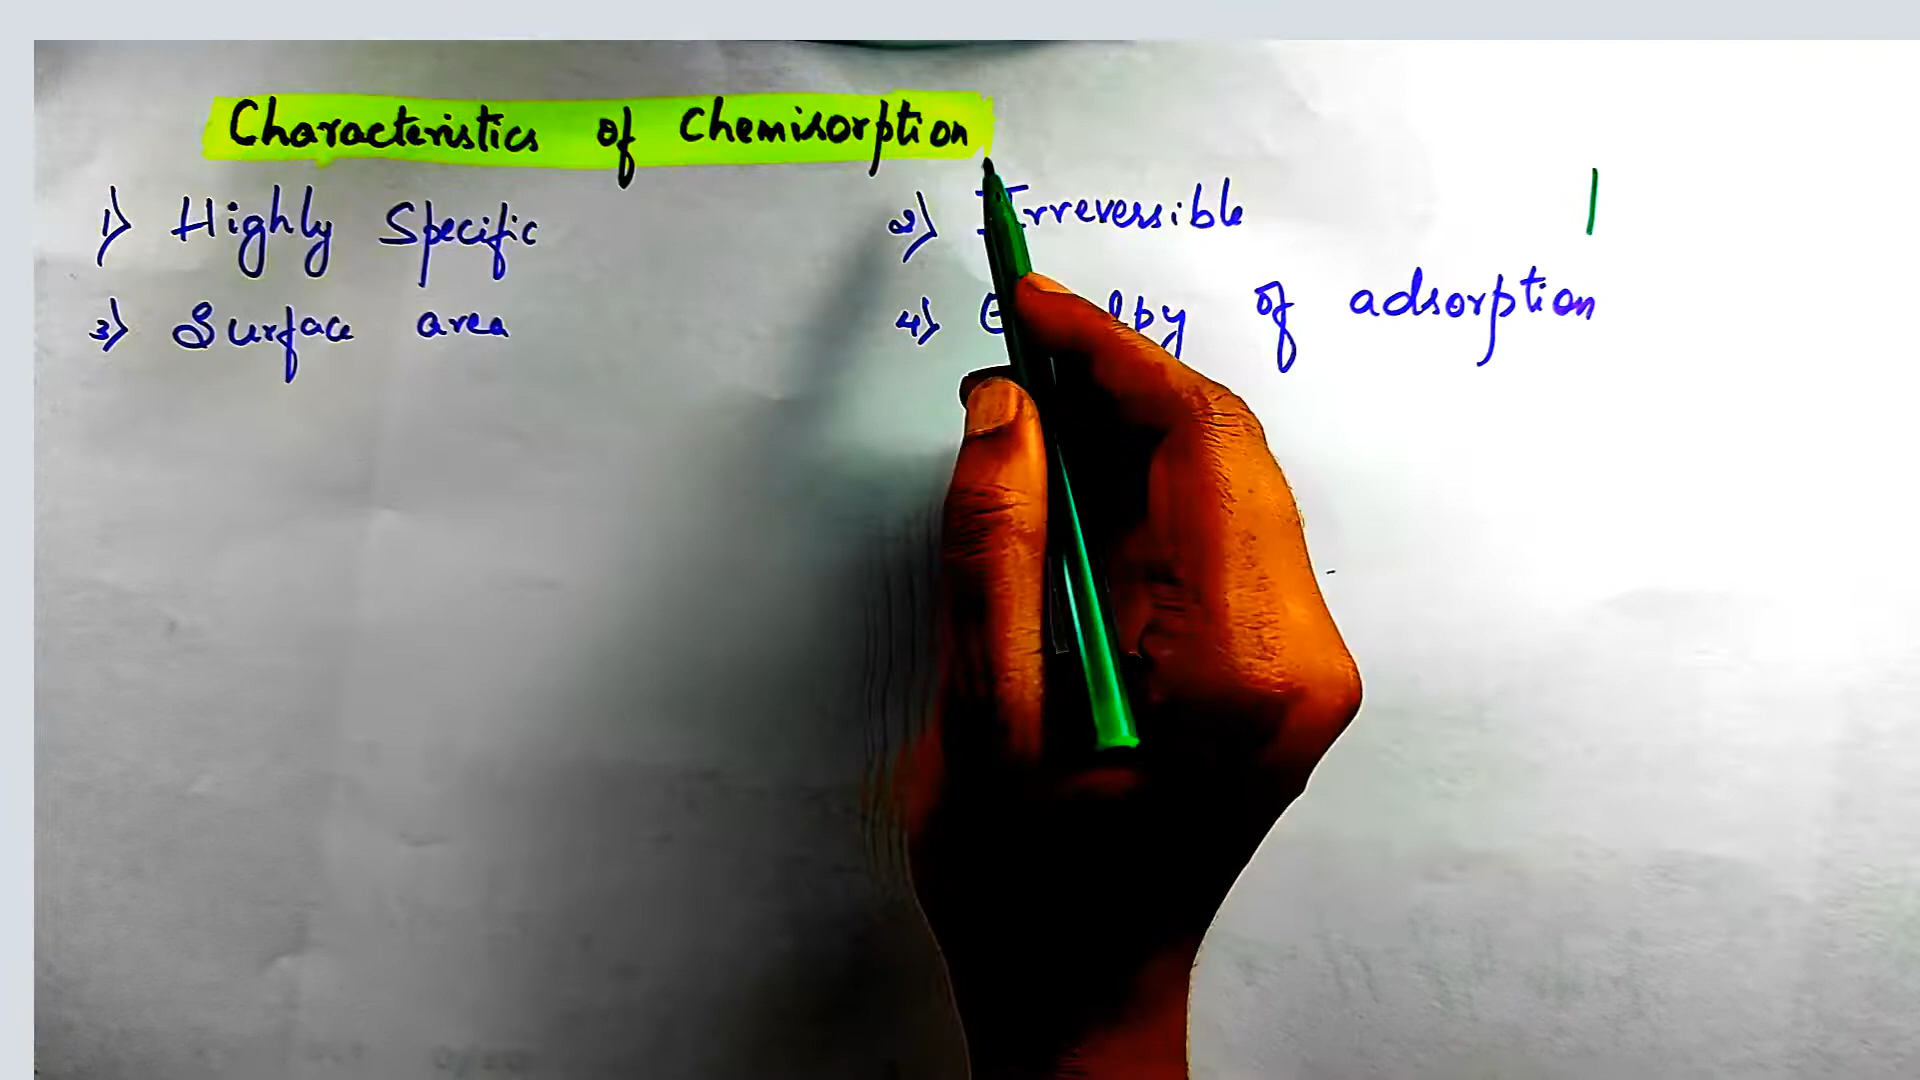 Characteristics of Chemisorption
1) Highly Specific 2) Irreversible
3) Surface area 4) of adsorption